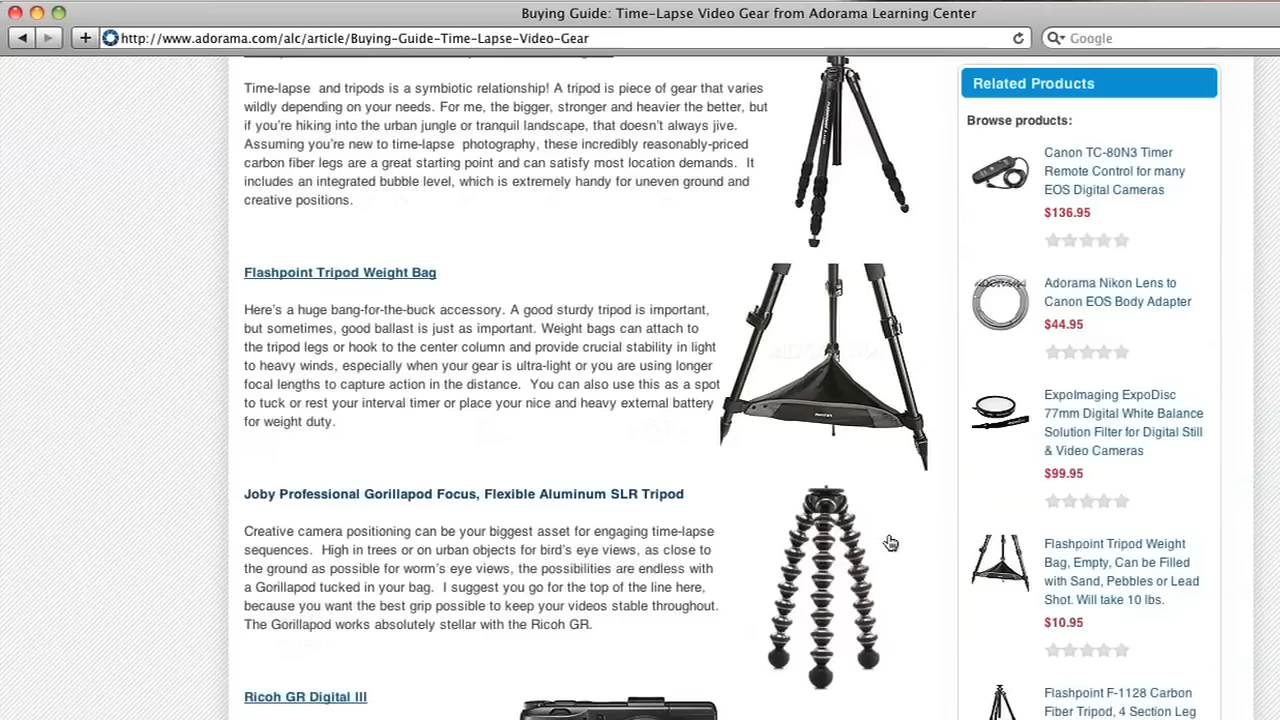 Buying Guide: Time-Lapse Video Gear from Adorama Learning Center
http://www.adorama.com/alc/article/Buying-Guide-Time-Lapse-Video-Gear
Google
Time-lapse and tripods is a symbiotic relationship! A tripod is piece of gear that varies
wildly depending on your needs. For me, the bigger, stronger and heavier the better, but
if you're hiking into the urban jungle or tranquil landscape, that doesn't always jive.
Assuming you're new to time-lapse photography, these incredibly reasonably-priced
carbon fiber legs are a great starting point and can satisfy most location demands. It
includes an integrated bubble level, which is extremely handy for uneven ground and
creative positions.
Flashpoint Tripod Weight Bag
Here's a huge bang-for-the-buck accessory. A good sturdy tripod is important,
but sometimes, good ballast is just as important. Weight bags can attach to
the tripod legs or hook to the center column and provide crucial stability in light
to heavy winds, especially when your gear is ultra-light or you are using longer
focal lengths to capture action in the distance. You can also use this as a spot
to tuck or rest your interval timer or place your nice and heavy external battery
for weight duty.
ADORAMA
Joby Professional Gorillapod Focus, Flexible Aluminum SLR Tripod
Creative camera positioning can be your biggest asset for engaging time-lapse
sequences. High in trees or on urban objects for bird's eye views, as close to
the ground as possible for worm's eye views, the possibilities are endless with
a Gorillapod tucked in your bag. I suggest you go for the top of the line here,
because you want the best grip possible to keep your videos stable throughout.
The Gorillapod works absolutely stellar with the Ricoh GR.
Ricoh GR Digital III
Related Products
Browse products:
Canon TC-80N3 Timer
Remote Control for many
EOS Digital Cameras
$136.95
ADORAMA
Adorama Nikon Lens to
Canon EOS Body Adapter
$44.95
ExpoImaging ExpoDisc
77mm Digital White Balance
Solution Filter for Digital Still
& Video Cameras
$99.95
Flashpoint Tripod Weight
Bag, Empty, Can be Filled
with Sand, Pebbles or Lead
Shot. Will take 10 lbs.
$10.95
Flashpoint F-1128 Carbon
Fiber Tripod, 4 Section Leg